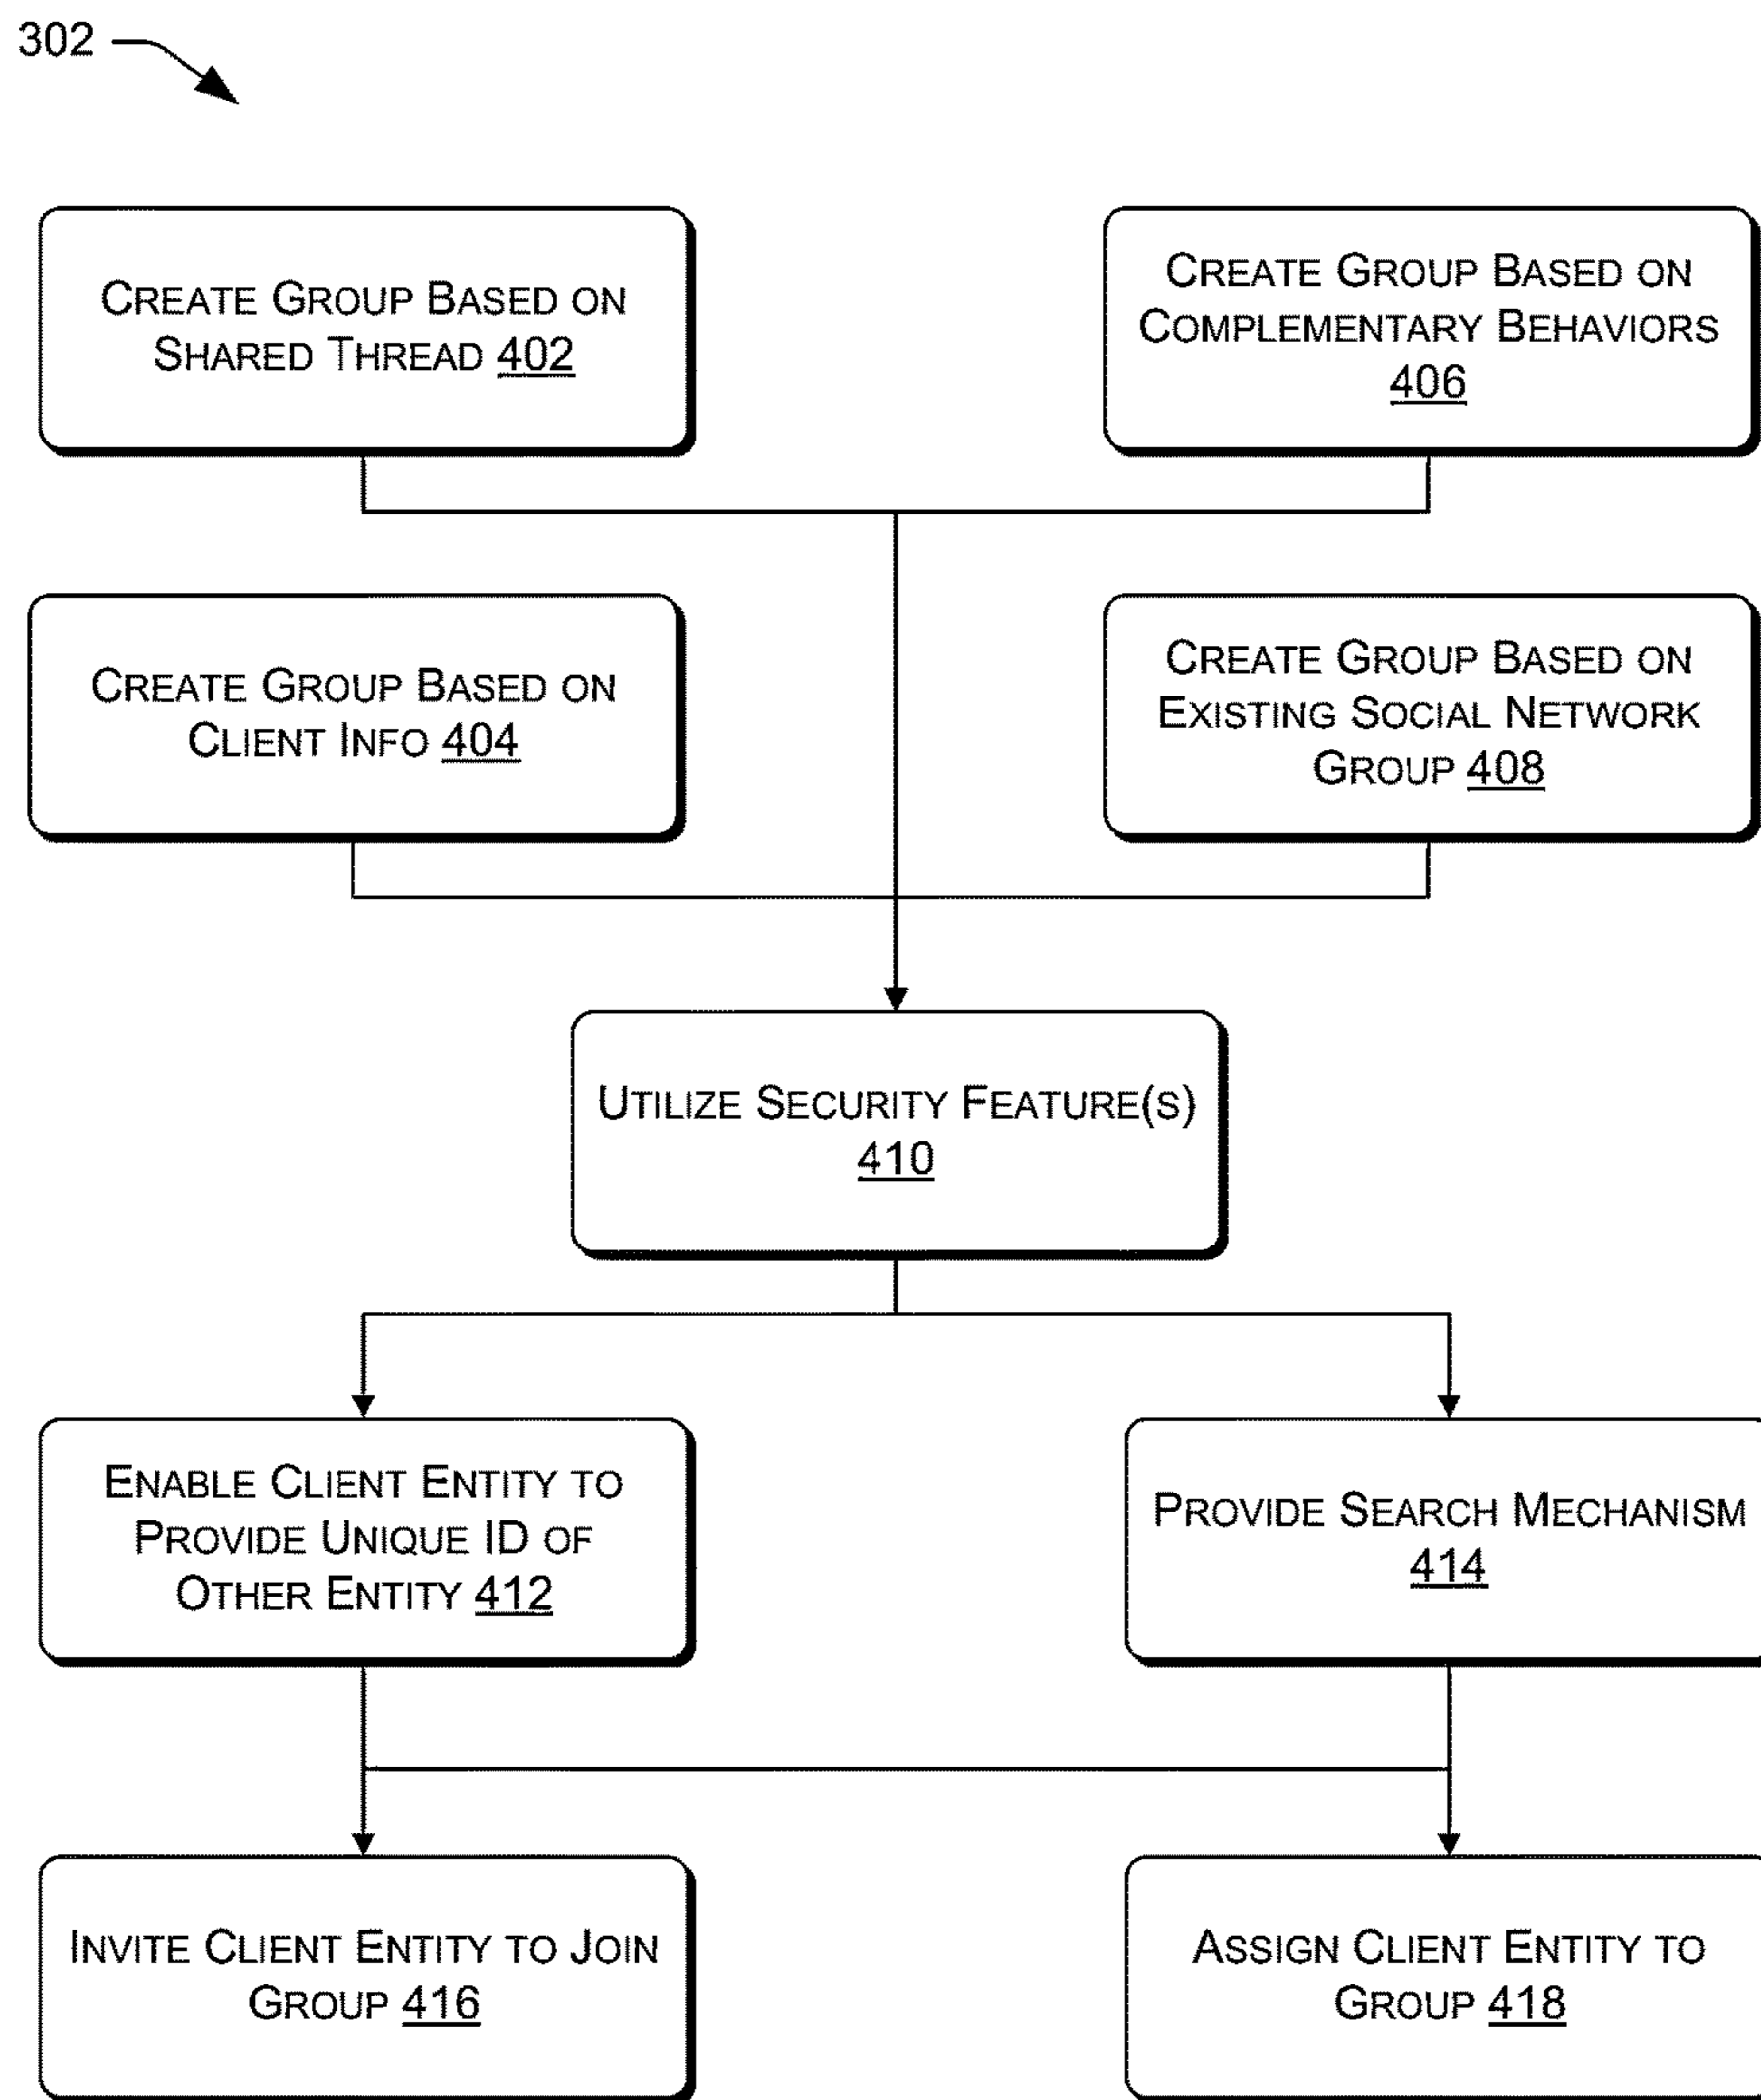 302
CREATE GROUP BASED ON
SHARED THREAD 402
CREATE GROUP BASED ON
COMPLEMENTARY BEHAVIORS
406
CREATE GROUP BASED ON
CLIENT INFO 404
CREATE GROUP BASED ON
EXISTING SOCIAL NETWORK
GROUP 408
UTILIZE SECURITY FEATURE(S)
410
ENABLE CLIENT ENTITY TO
PROVIDE UNIQUE ID OF
OTHER ENTITY 412
PROVIDE SEARCH MECHANISM
414
INVITE CLIENT ENTITY TO JOIN
GROUP 416
ASSIGN CLIENT ENTITY TO
GROUP 418